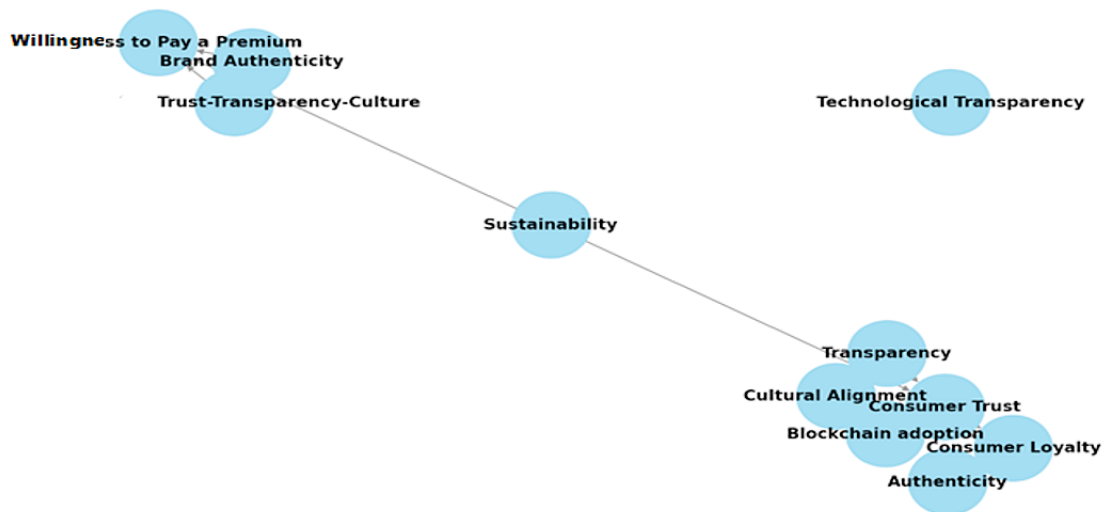 Willingness to Pay a Premium
Brand Authenticity
Trust-Transparency-Culture
Technological Transparency
Sustainability
Transparency
Cultural Alignment
Consumer Trust
Blockchain adoption
Consumer Loyalty
Authenticity